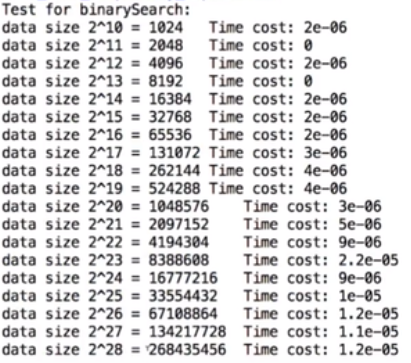 Test for binarySearch:
data size 2^10 = 1024   Time cost: 2e-06
data size 2^11 = 2048   Time cost: 0
data size 2^12 = 4096   Time cost: 2e-06
data size 2^13 = 8192   Time cost: 0
data size 2^14 = 16384  Time cost: 2e-06
data size 2^15 = 32768  Time cost: 2e-06
data size 2^16 = 65536  Time cost: 2e-06
data size 2^17 = 131072 Time cost: 3e-06
data size 2^18 = 262144 Time cost: 4e-06
data size 2^19 = 524288 Time cost: 4e-06
data size 2^20 = 1048576        Time cost: 3e-06
data size 2^21 = 2097152        Time cost: 5e-06
data size 2^22 = 4194304        Time cost: 9e-06
data size 2^23 = 8388608        Time cost: 2.2e-05
data size 2^24 = 16777216       Time cost: 9e-06
data size 2^25 = 33554432       Time cost: 1e-05
data size 2^26 = 67108864       Time cost: 1.2e-05
data size 2^27 = 134217728      Time cost: 1.1e-05
data size 2^28 = 268435456      Time cost: 1.2e-05